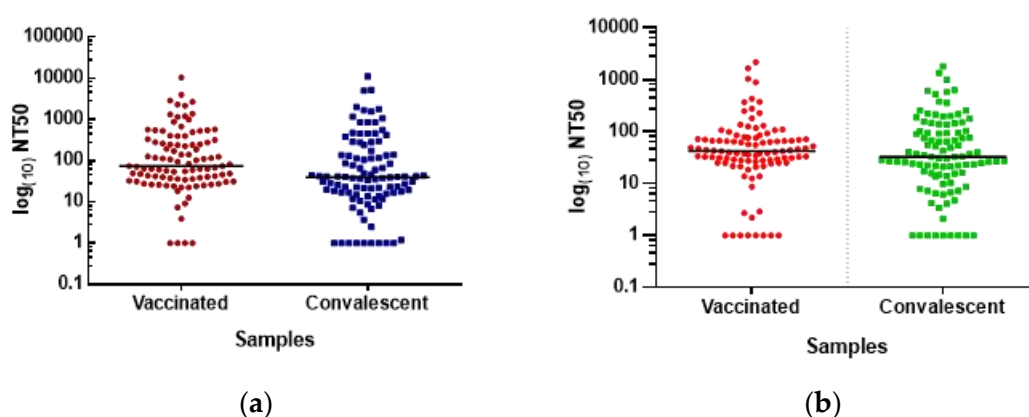 100000
10000
1000
100
10
1
0.1
log(10) NT50
Vaccinated
Convalescent
Samples
(a)
10000
1000
100
10
1
0.1
log(10) NT50
Vaccinated
Convalescent
Samples
(b)